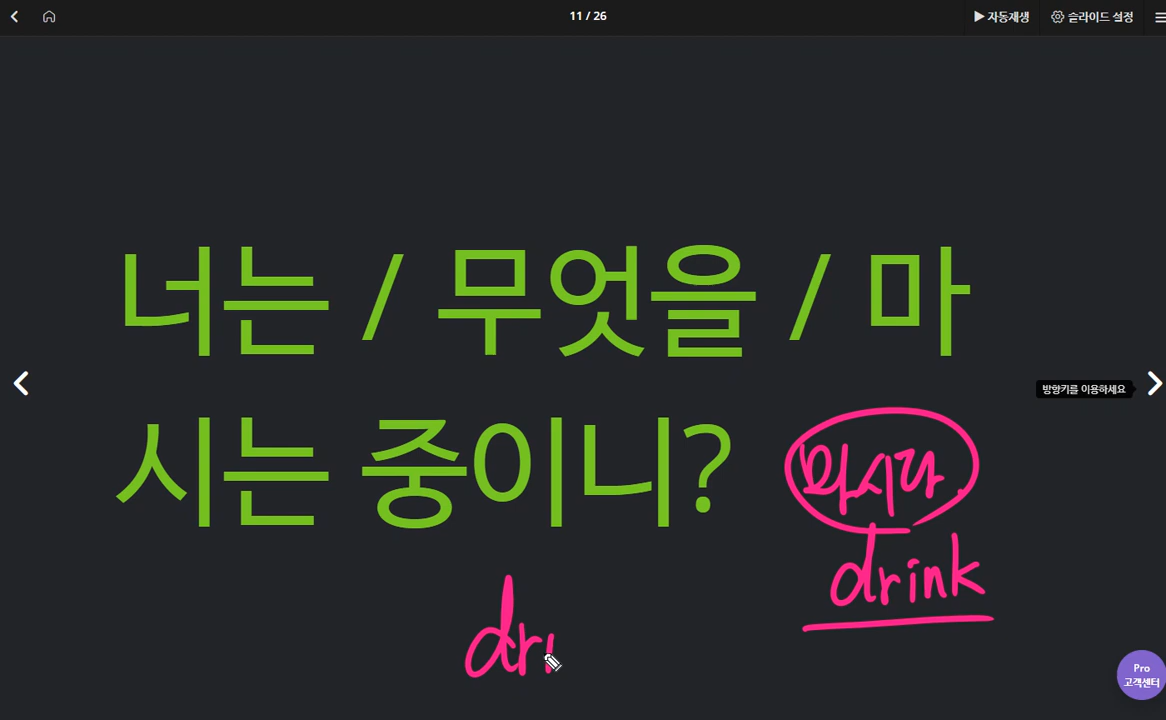 11 / 26
▶ 자동재생
슬라이드 설정
너는 / 무엇을 / 마
시는 중이니?
방향키를 이용하세요
마시다
drink
dri
Pro
고객센터